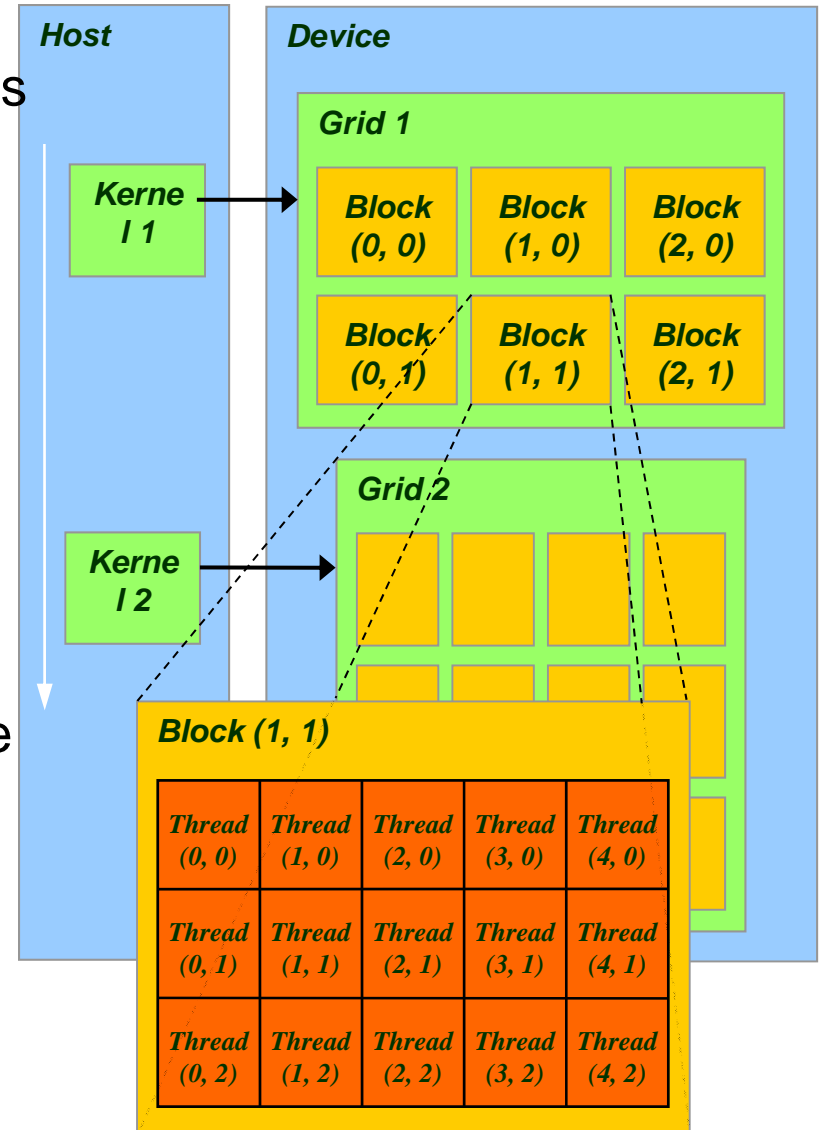 Host
Device
s
Grid 1
Kerne
l 1
Block
(0, 0)
Block
(1, 0)
Block
(2, 0)
Block
(0, 1)
Block
(1, 1)
Block
(2, 1)
Grid 2
Kerne
l 2
e
Block (1, 1)
Thread
(0, 0)
Thread
(1, 0)
Thread
(2, 0)
Thread
(3, 0)
Thread
(4, 0)
Thread
(0, 1)
Thread
(1, 1)
Thread
(2, 1)
Thread
(3, 1)
Thread
(4, 1)
Thread
(0, 2)
Thread
(1, 2)
Thread
(2, 2)
Thread
(3, 2)
Thread
(4, 2)